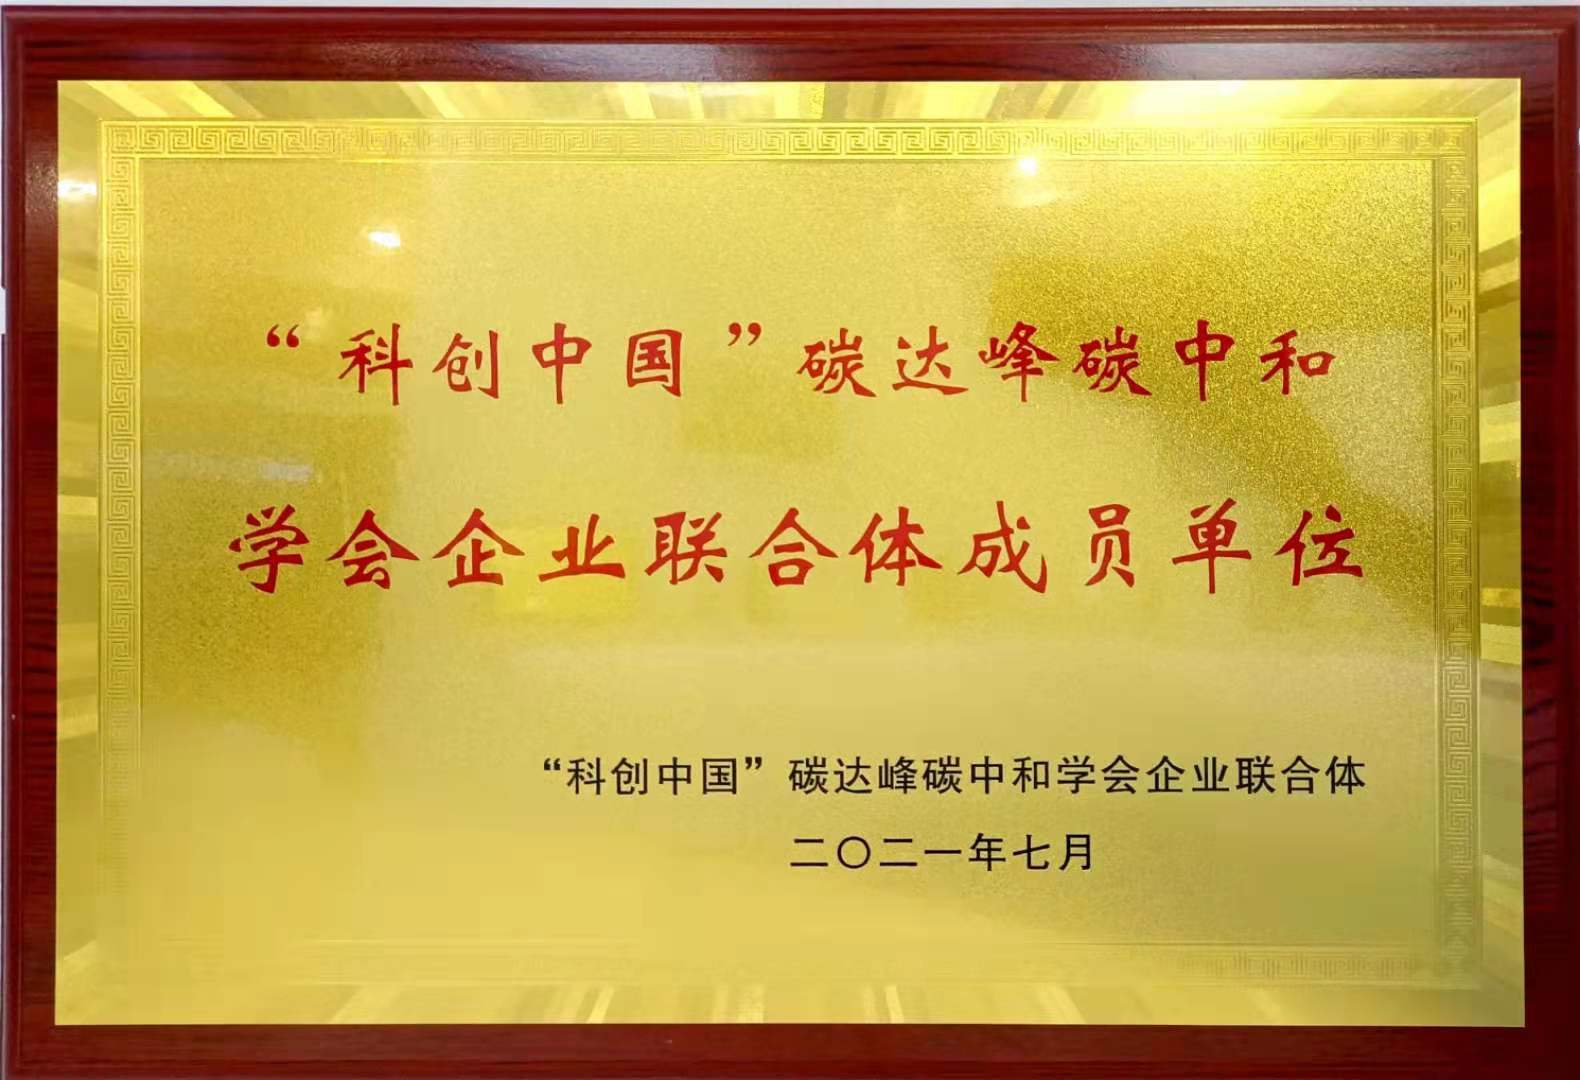 “科创中国”碳达峰碳中和
学会企业联合体成员单位
“科创中国”碳达峰碳中和学会企业联合体
二〇二一年七月